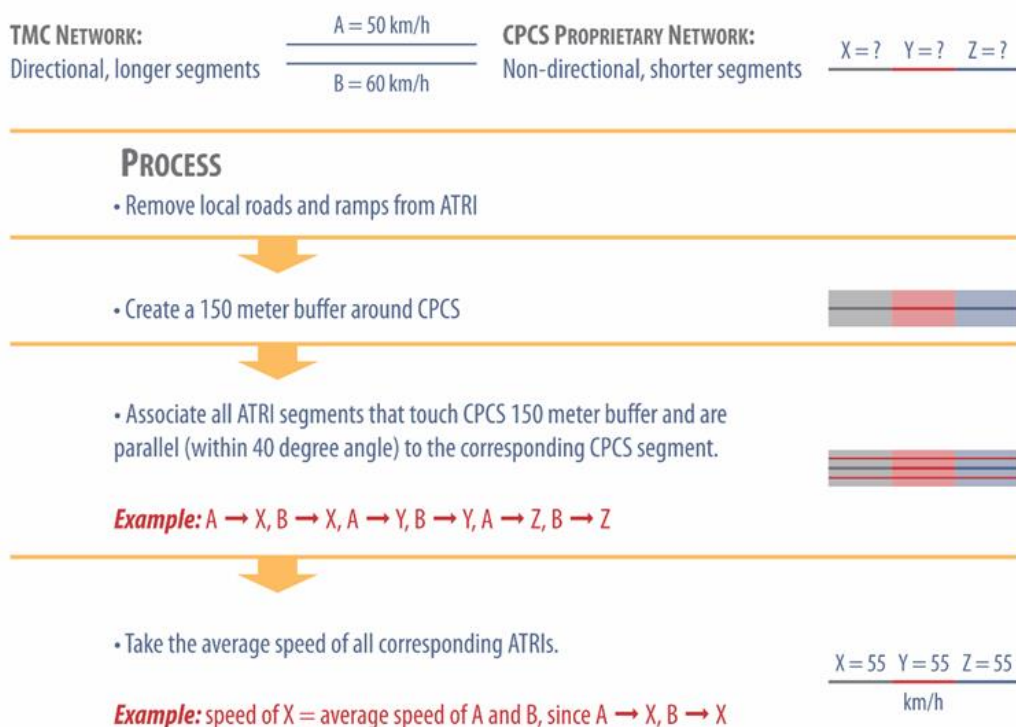 TMC NETWORK:
Directional, longer segments
A = 50 km/h
B = 60 km/h
CPCS PROPRIETARY NETWORK:
Non-directional, shorter segments
X = ? Y = ? Z = ?
PROCESS
• Remove local roads and ramps from ATRI
• Create a 150 meter buffer around CPCS
• Associate all ATRI segments that touch CPCS 150 meter buffer and are
parallel (within 40 degree angle) to the corresponding CPCS segment.
Example: A → X, B → X, A → Y, B → Y, A → Z, B → Z
• Take the average speed of all corresponding ATRIs.
X = 55 Y = 55 Z = 55
km/h
Example: speed of X = average speed of A and B, since A → X, B → X